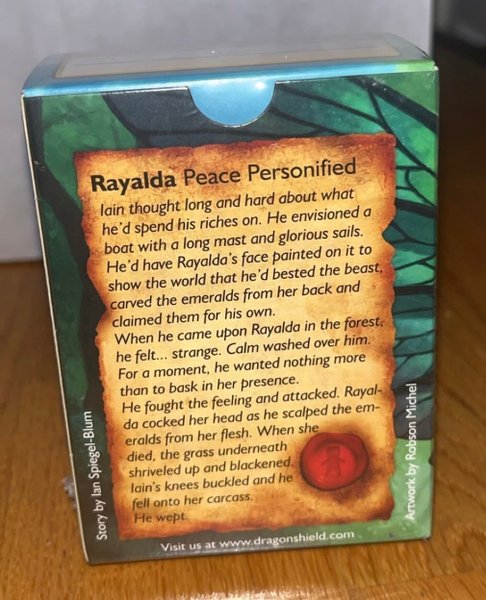 Rayalda Peace Personified
Iain thought long and hard about what
he'd spend his riches on. He envisioned a
boat with a long mast and glorious sails.
He'd have Rayalda's face painted on it to
show the world that he'd bested the beast,
carved the emeralds from her back and
claimed them for his own.
When he came upon Rayalda in the forest,
he felt... strange. Calm washed over him.
For a moment, he wanted nothing more
than to bask in her presence.
He fought the feeling and attacked. Rayal-
da cocked her head as he scalped the em-
eralds from her flesh. When she
died, the grass underneath
shriveled up and blackened.
Iain's knees buckled and he
fell onto her carcass.
He wept.
Story by Ian Spiegel-Blum
Artwork by Robson Michel
Visit us at www.dragonshield.com